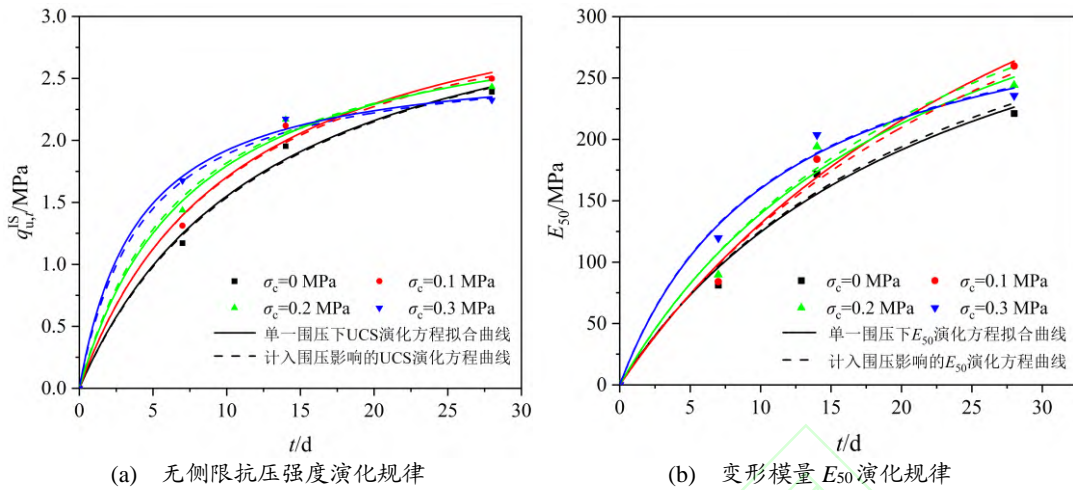 3.0
2.5
2.0
1.5
1.0
0.5
0.0
q^{IS}_{u,t}/MPa
σc=0 MPa
σc=0.1 MPa
σc=0.2 MPa
σc=0.3 MPa
单一围压下UCS演化方程拟合曲线
计入围压影响的UCS演化方程曲线
0 5 10 15 20 25 30
t/d
(a) 无侧限抗压强度演化规律
300
250
200
150
100
50
0
E50/MPa
σc=0 MPa
σc=0.1 MPa
σc=0.2 MPa
σc=0.3 MPa
单一围压下E50演化方程拟合曲线
计入围压影响的E50演化方程曲线
0 5 10 15 20 25 30
t/d
(b) 变形模量 E50 演化规律